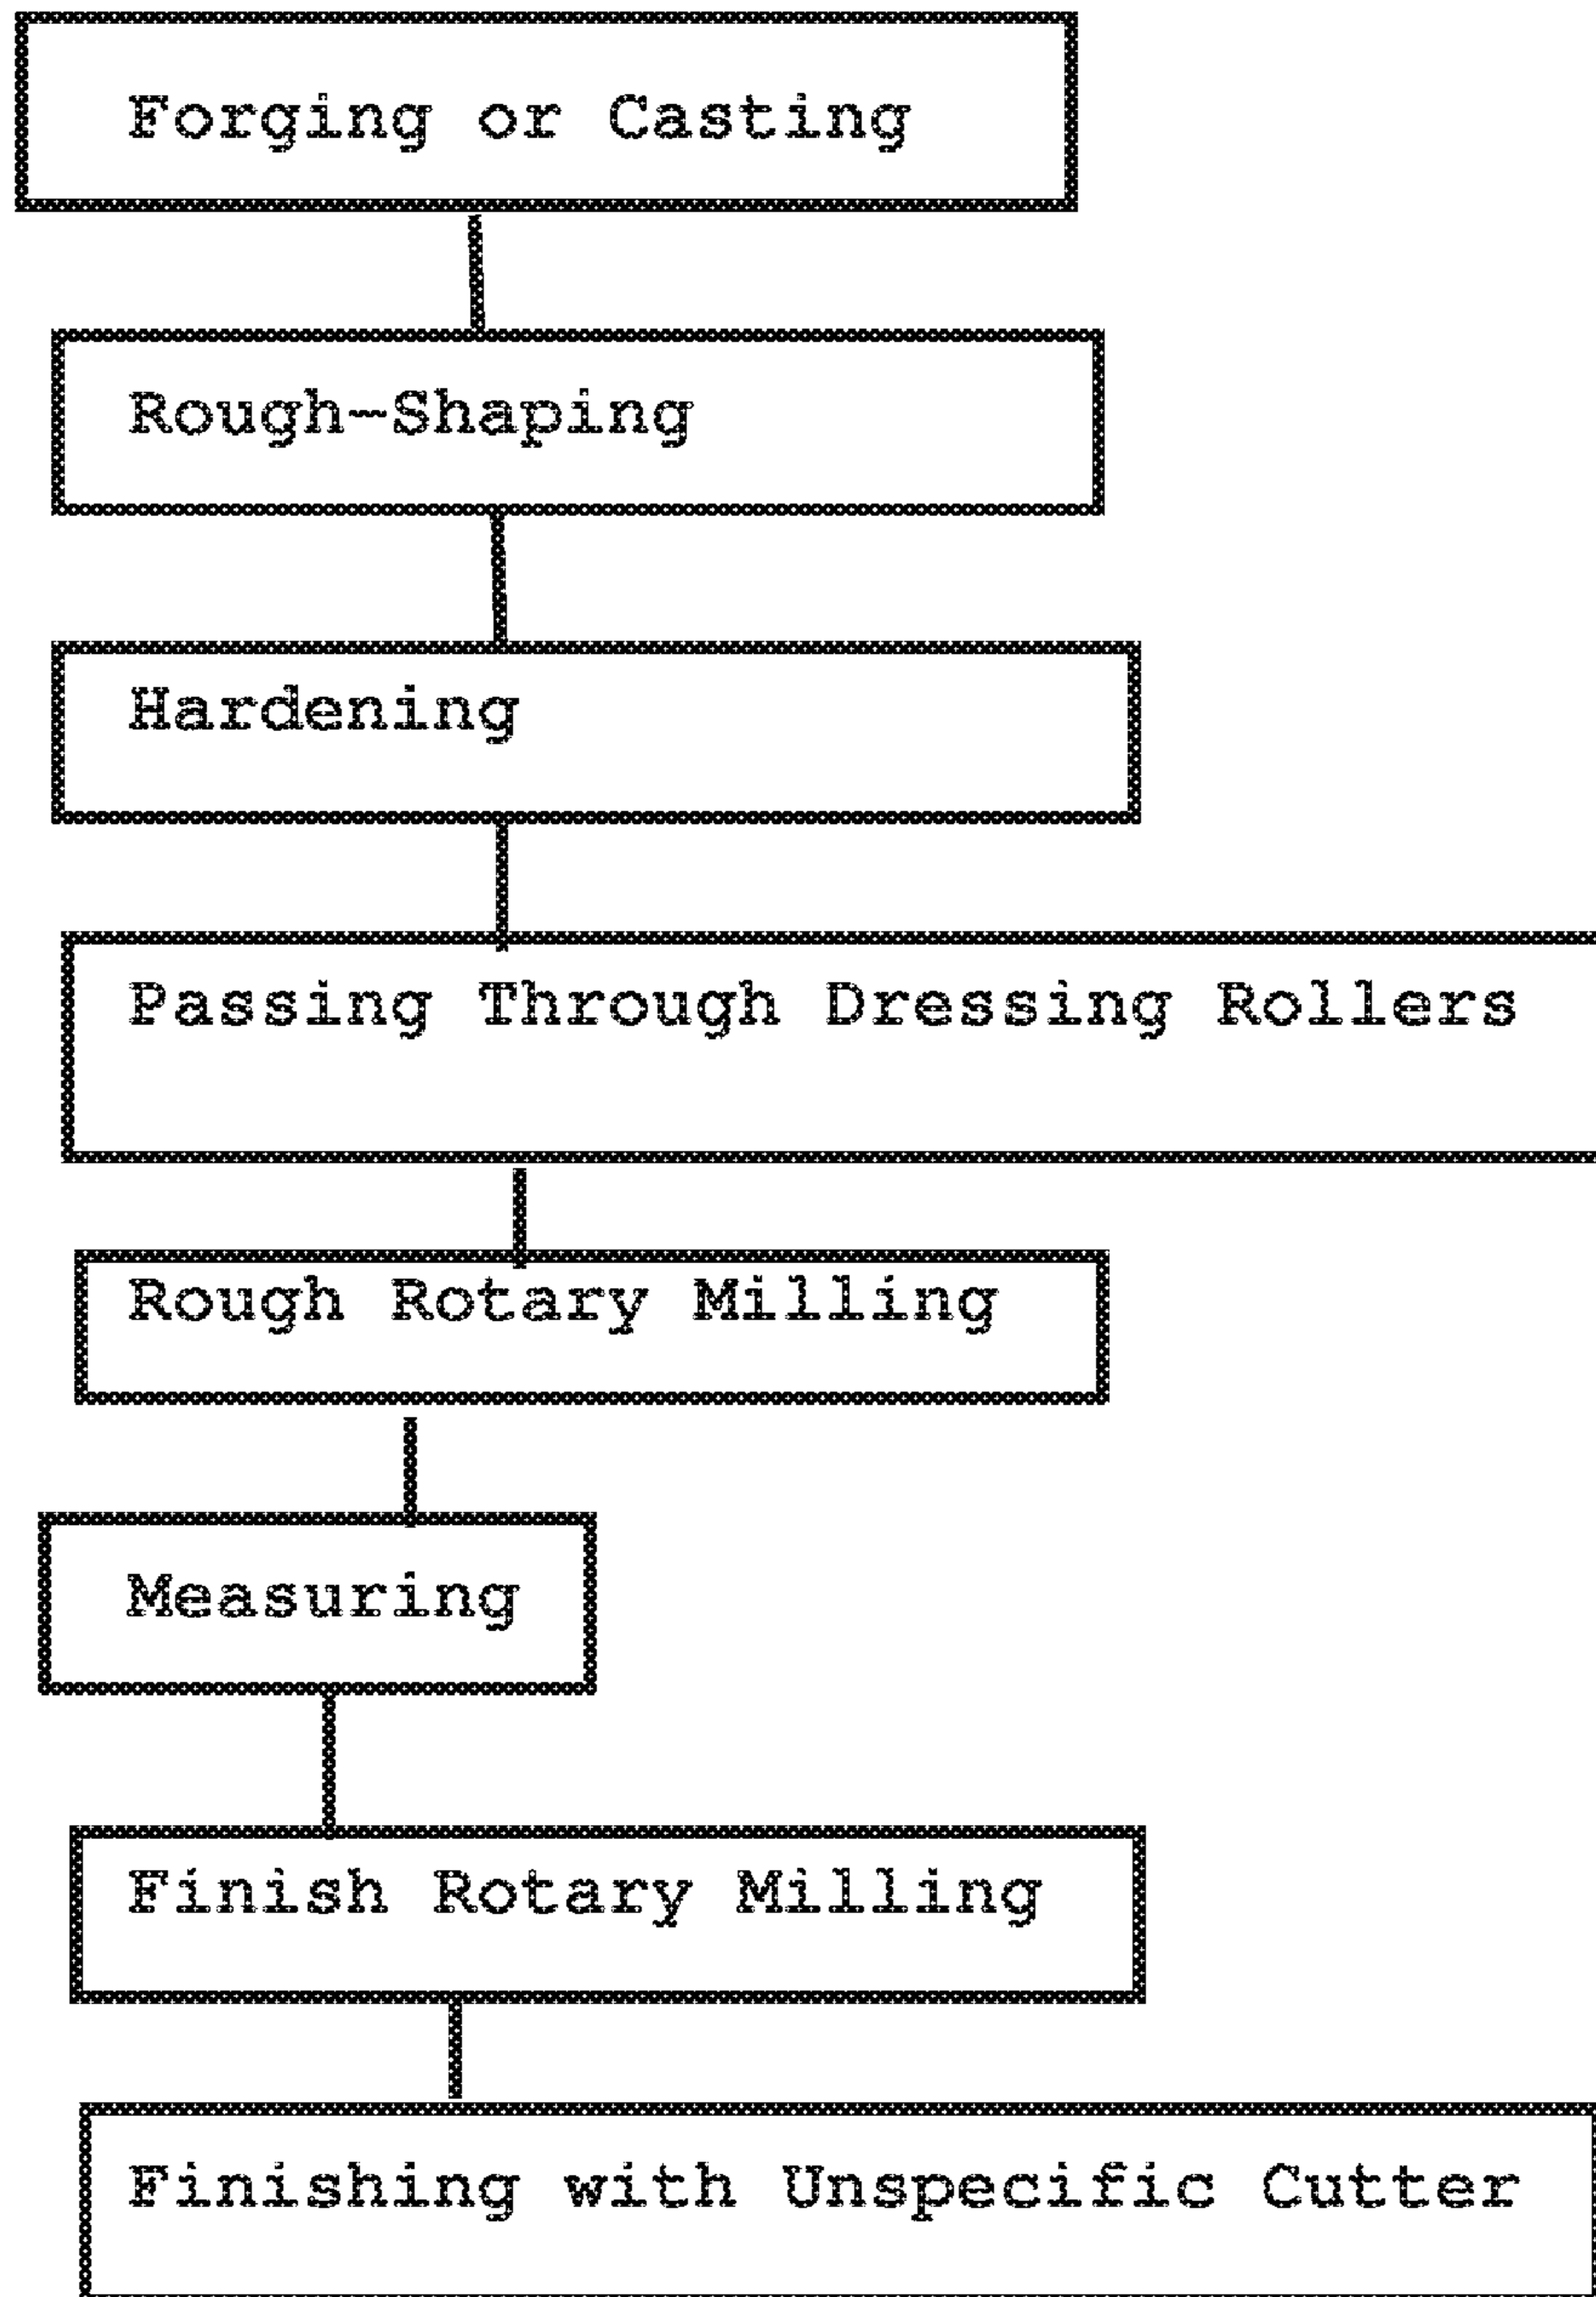 Forging or Casting
Rough-Shaping
Hardening
Passing Through Dressing Rollers
Rough Rotary Milling
Measuring
Finish Rotary Milling
Finishing with Unspecific Cutter